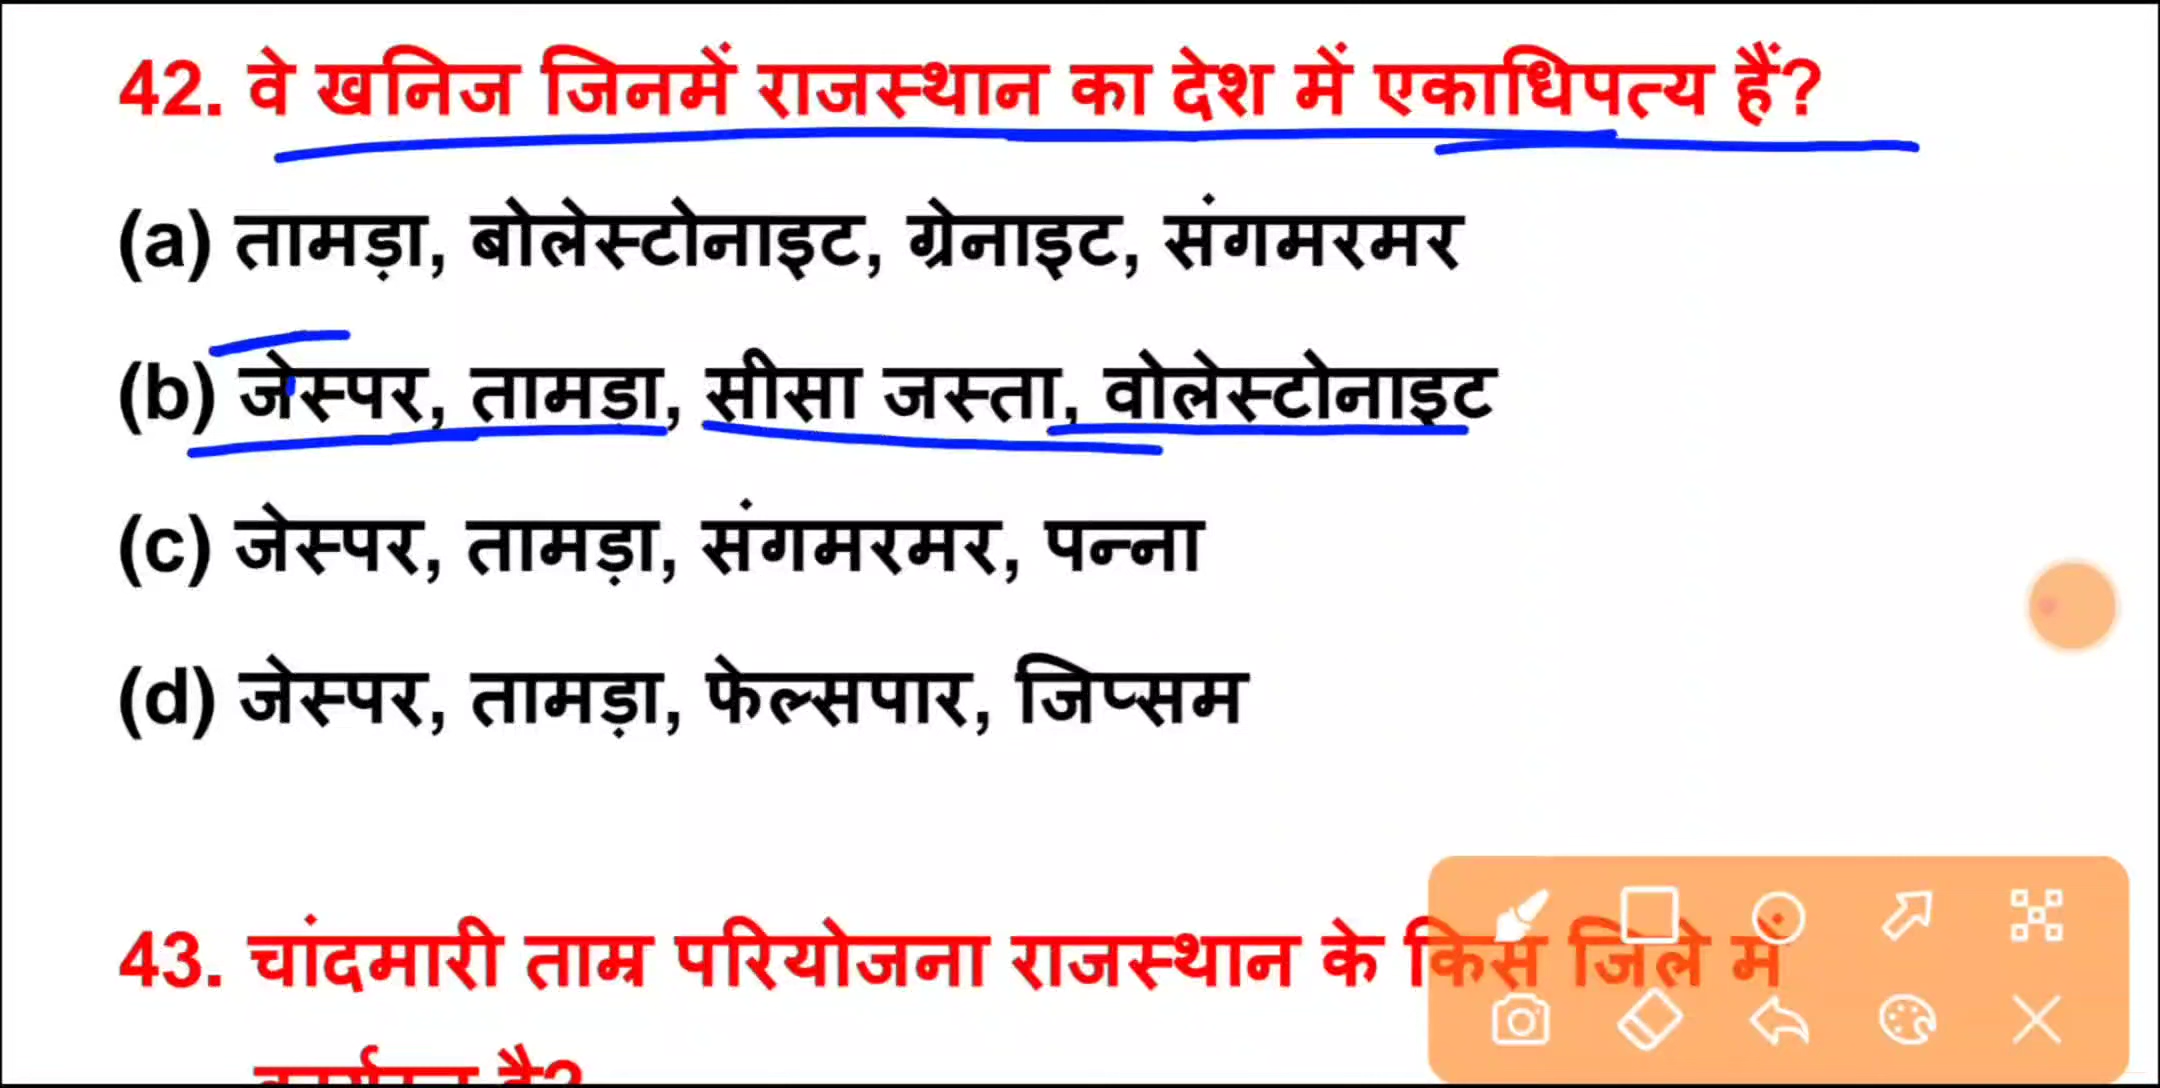 42. वे खनिज जिनमें राजस्थान का देश में एकाधिपत्य हैं?
(a) तामड़ा, बोलेस्टोनाइट, ग्रेनाइट, संगमरमर
(b) जेस्पर, तामडा, सीसा जस्ता, वोलेस्टोनाइट
(c) जेस्पर, तामड़ा, संगमरमर, पन्ना
(d) जेस्पर, तामड़ा, फेल्सपार, जिप्सम
43. चांदमारी ताम्र परियोजना राजस्थान के किस जिले में
है?